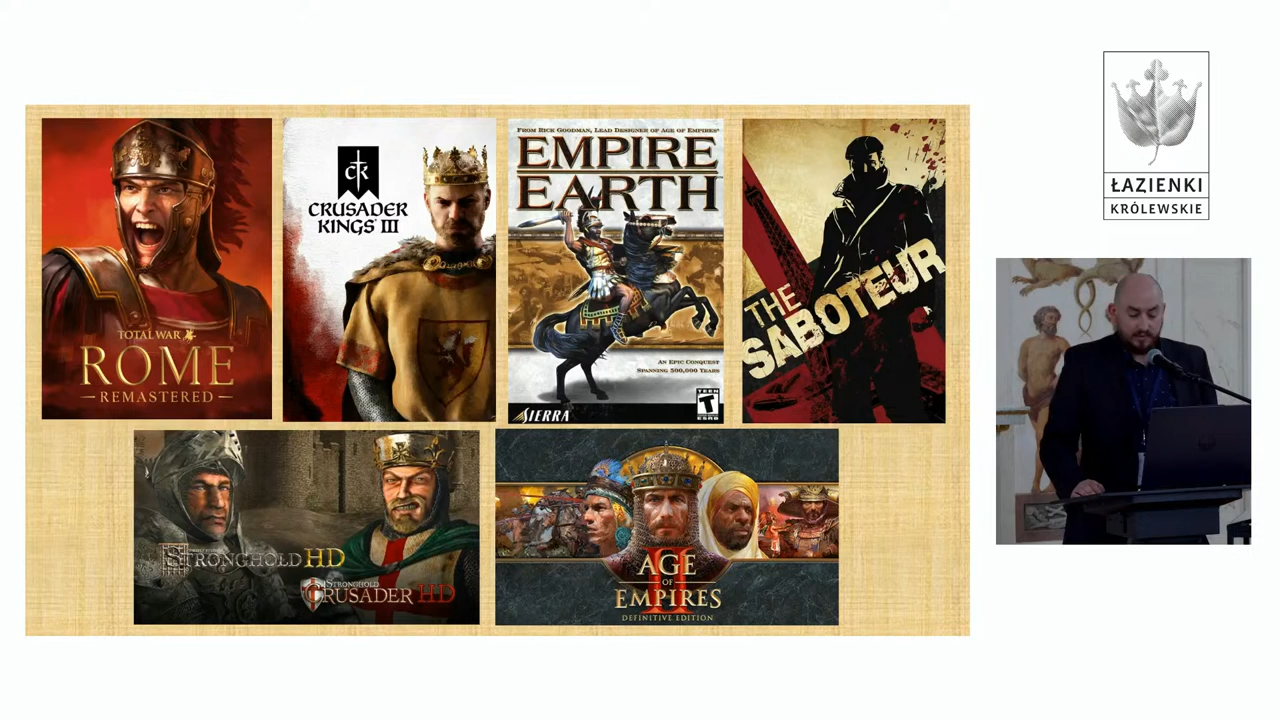 TOTAL WAR
ROME
REMASTERED
ck
CRUSADER
KINGS III
FROM RICK GOODMAN, LEAD DESIGNER OF AGE OF EMPIRES
EMPIRE
EARTH
AN EPIC CONQUEST
SPANNING 500,000 YEARS
SIERRA
TEEN
T
ESRB
THE
SABOTEUR
STRONGHOLD HD
STRONGHOLD
CRUSADER HD
II
AGE
OF
EMPIRES
DEFINITIVE EDITION
ŁAZIENKI
KRÓLEWSKIE